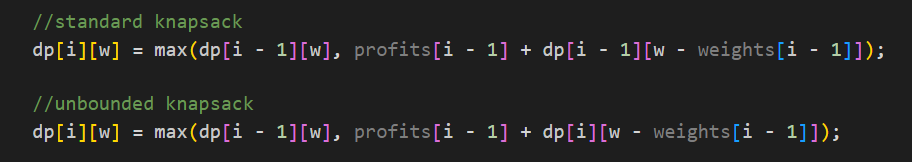 //standard knapsack
dp[i][w] = max(dp[i - 1][w], profits[i - 1] + dp[i - 1][w - weights[i - 1]]);
//unbounded knapsack
dp[i][w] = max(dp[i - 1][w], profits[i - 1] + dp[i][w - weights[i - 1]]);